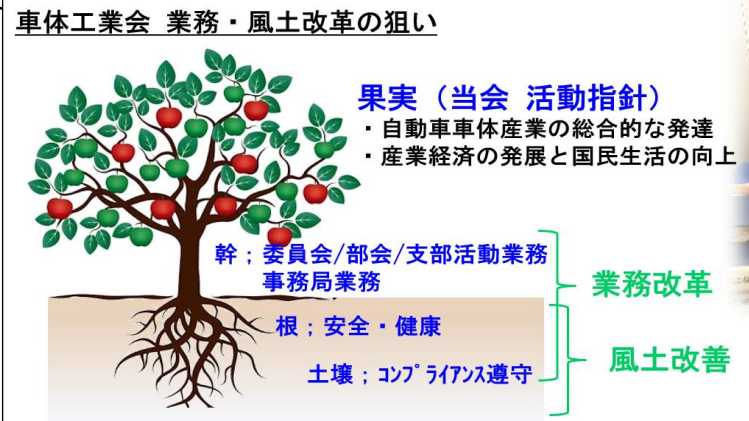 車体工業会 業務・風土改革の狙い
果実（当会 活動指針）
・自動車車体産業の総合的な発達
・産業経済の発展と国民生活の向上
幹；委員会/部会/支部活動業務
事務局業務
業務改革
根；安全・健康
風土改善
土壌；ｺﾝﾌﾟﾗｲｱﾝｽ遵守